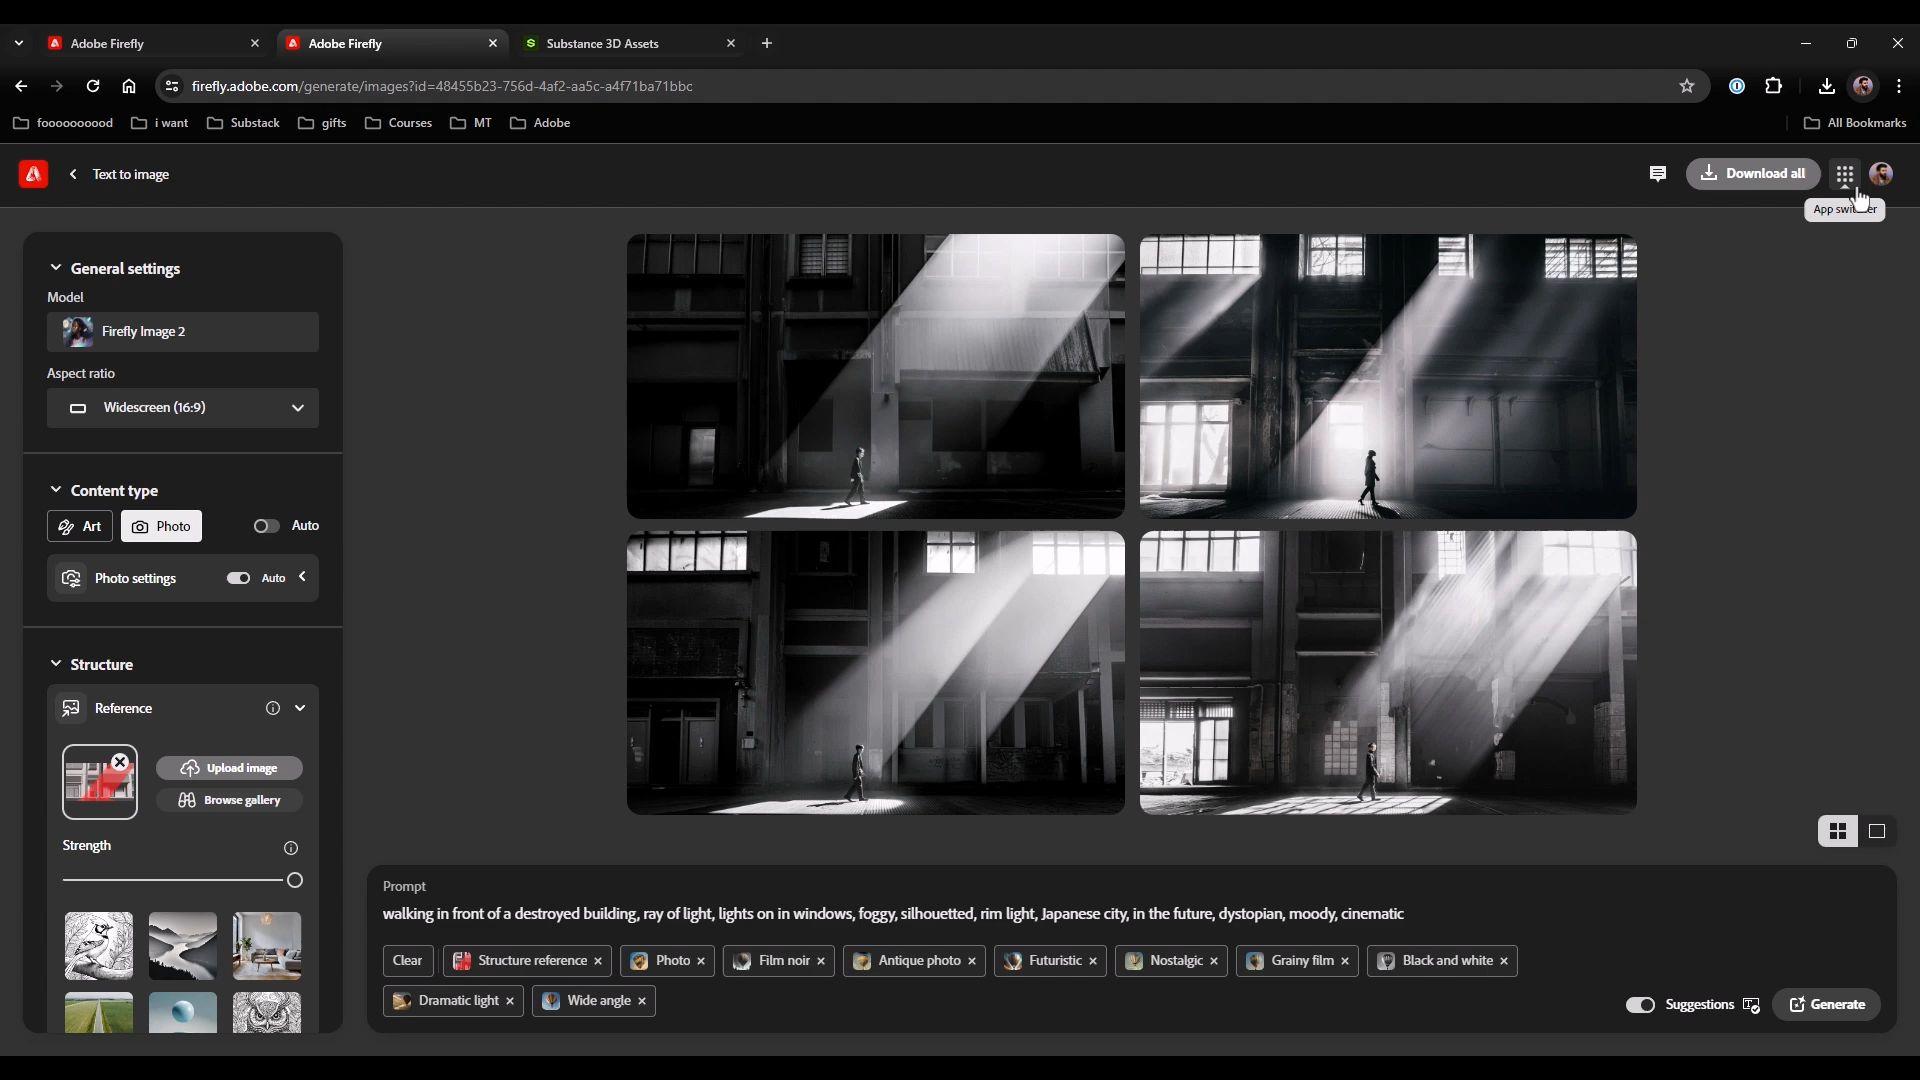 Adobe Firefly
Adobe Firefly
Substance 3D Assets
firefly.adobe.com/generate/images?id=48455b23-756d-4af2-aa5c-a4f71ba71bbc
fooooooood
i want
Substack
gifts
Courses
MT
Adobe
All Bookmarks
Text to image
Download all
General settings
Model
Firefly Image 2
Aspect ratio
Widescreen (16:9)
Content type
Art
Photo
Auto
Photo settings
Auto
Structure
Reference
Upload image
Browse gallery
Strength
Prompt
walking in front of a destroyed building, ray of light, lights on in windows, foggy, silhouetted, rim light, Japanese city, in the future, dystopian, moody, cinematic
Clear
Structure reference
Photo
Film noir
Antique photo
Futuristic
Nostalgic
Grainy film
Black and white
Dramatic light
Wide angle
Suggestions
Generate